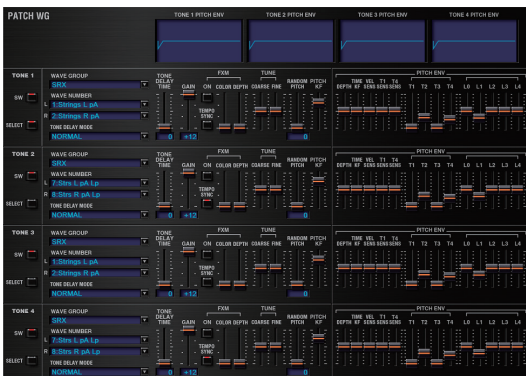 PATCH WG
TONE 1 PITCH ENV TONE 2 PITCH ENV TONE 3 PITCH ENV TONE 4 PITCH ENV
TONE 1 WAVE GROUP TONE DELAY TIME GAIN FXM TUNE RANDOM PITCH PITCH KF PITCH ENV
SRX
SW WAVE NUMBER ON COLOR DEPTH COARSE FINE DEPTH TIME KF VEL SENS T1 SENS T4 SENS T1 T2 T3 T4 L0 L1 L2 L3 L4
L 1:Strings L pA
R 2:Strings R pA TEMPO SYNC
SELECT TONE DELAY MODE
NORMAL 0 +12 0
TONE 2 WAVE GROUP TONE DELAY TIME GAIN FXM TUNE RANDOM PITCH PITCH KF PITCH ENV
SRX
SW WAVE NUMBER ON COLOR DEPTH COARSE FINE DEPTH TIME KF VEL SENS T1 SENS T4 SENS T1 T2 T3 T4 L0 L1 L2 L3 L4
L 7:Strs L pA Lp
R 8:Strs R pA Lp TEMPO SYNC
SELECT TONE DELAY MODE
NORMAL 0 +12 0
TONE 3 WAVE GROUP TONE DELAY TIME GAIN FXM TUNE RANDOM PITCH PITCH KF PITCH ENV
SRX
SW WAVE NUMBER ON COLOR DEPTH COARSE FINE DEPTH TIME KF VEL SENS T1 SENS T4 SENS T1 T2 T3 T4 L0 L1 L2 L3 L4
L 1:Strings L pA
R 2:Strings R pA TEMPO SYNC
SELECT TONE DELAY MODE
NORMAL 0 +12 0
TONE 4 WAVE GROUP TONE DELAY TIME GAIN FXM TUNE RANDOM PITCH PITCH KF PITCH ENV
SRX
SW WAVE NUMBER ON COLOR DEPTH COARSE FINE DEPTH TIME KF VEL SENS T1 SENS T4 SENS T1 T2 T3 T4 L0 L1 L2 L3 L4
L 7:Strs L pA Lp
R 8:Strs R pA Lp TEMPO SYNC
SELECT TONE DELAY MODE
NORMAL 0 +12 0